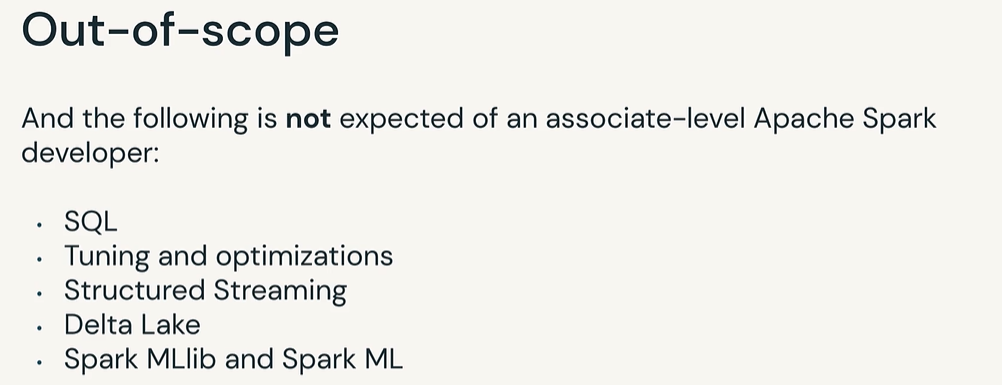 Out-of-scope
And the following is not expected of an associate-level Apache Spark
developer:
• SQL
• Tuning and optimizations
• Structured Streaming
• Delta Lake
• Spark MLlib and Spark ML